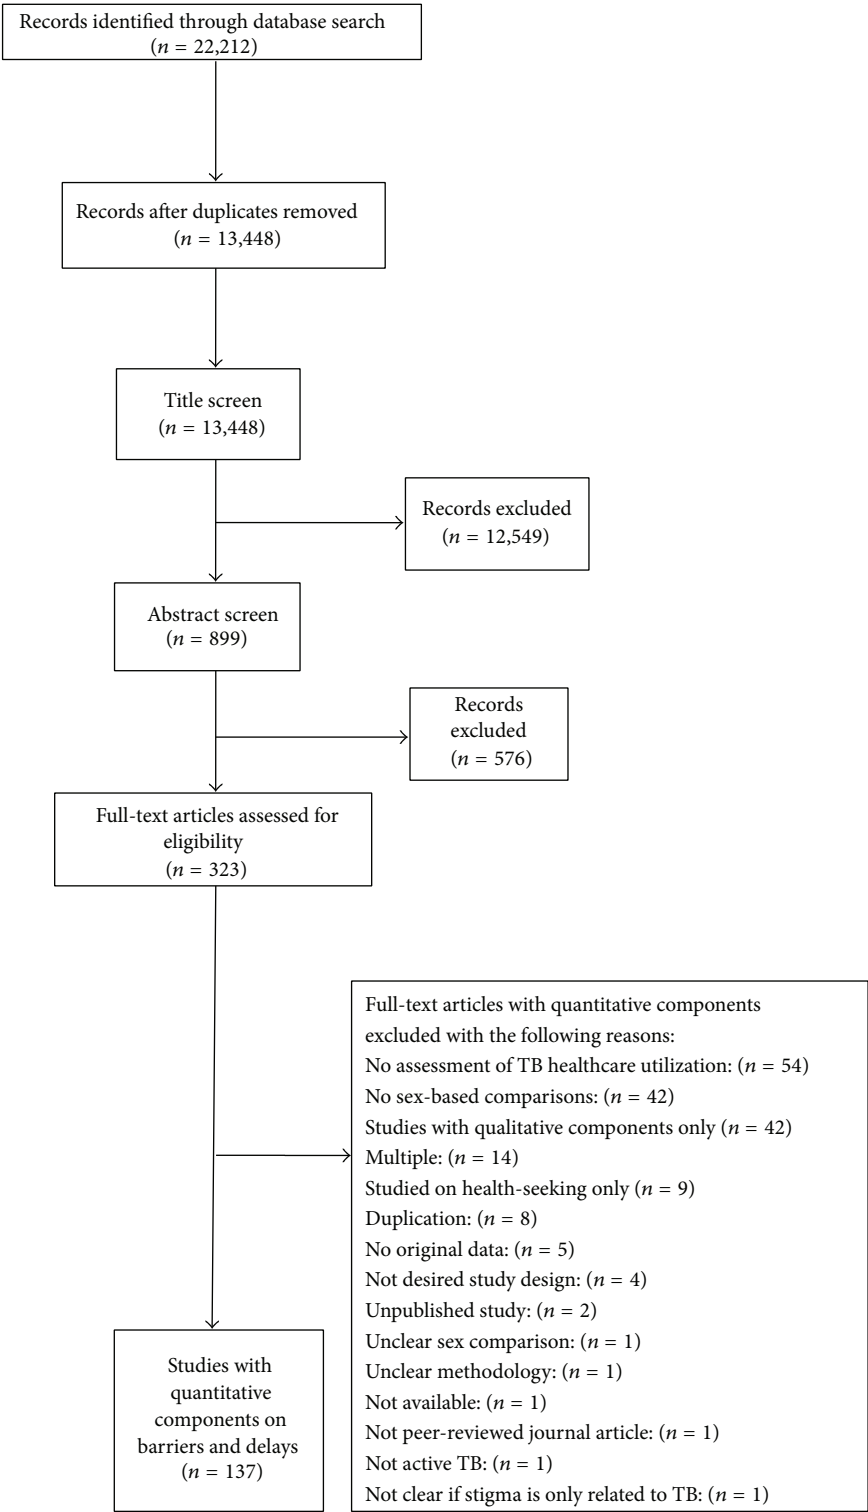 Records identified through database search
(n = 22,212)
Records after duplicates removed
(n = 13,448)
Title screen
(n = 13,448)
Records excluded
(n = 12,549)
Abstract screen
(n = 899)
Records
excluded
(n = 576)
Full-text articles assessed for
eligibility
(n = 323)
Full-text articles with quantitative components
excluded with the following reasons:
No assessment of TB healthcare utilization: (n = 54)
No sex-based comparisons: (n = 42)
Studies with qualitative components only (n = 42)
Multiple: (n = 14)
Studied on health-seeking only (n = 9)
Duplication: (n = 8)
No original data: (n = 5)
Not desired study design: (n = 4)
Unpublished study: (n = 2)
Unclear sex comparison: (n = 1)
Unclear methodology: (n = 1)
Not available: (n = 1)
Not peer-reviewed journal article: (n = 1)
Not active TB: (n = 1)
Not clear if stigma is only related to TB: (n = 1)
Studies with
quantitative
components on
barriers and delays
(n = 137)